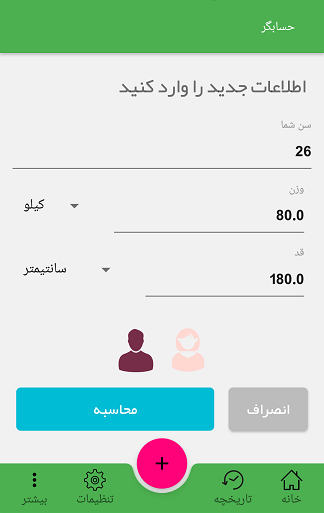 حسابگر
اطلاعات جدید را وارد کنید
سن شما
26
وزن
80.0
کیلو
قد
180.0
سانتیمتر
انصراف
محاسبه
+
خانه
تاریخچه
تنظیمات
بیشتر